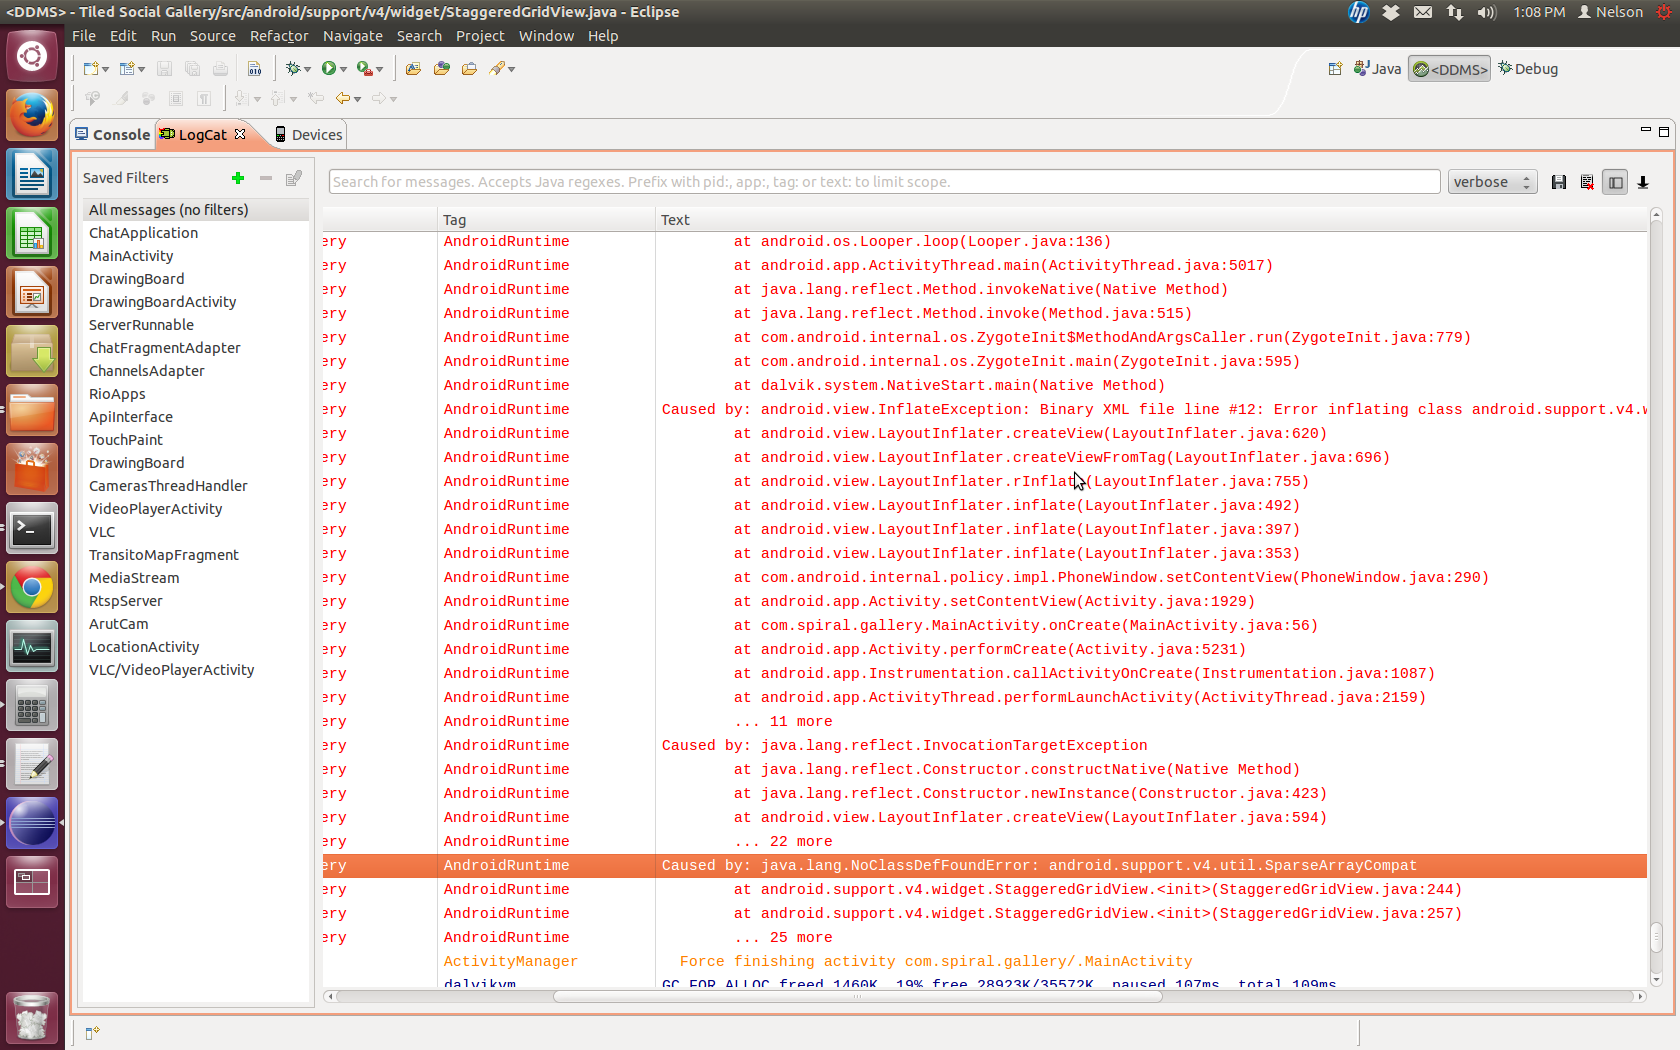 <DDMS> - Tiled Social Gallery/src/android/support/v4/widget/StaggeredGridView.java - Eclipse
1:08 PM Nelson
File Edit Run Source Refactor Navigate Search Project Window Help
Java <DDMS> Debug
Console LogCat Devices
Saved Filters
Search for messages. Accepts Java regexes. Prefix with pid:, app:, tag: or text: to limit scope.
verbose
All messages (no filters)
ChatApplication
MainActivity
DrawingBoard
DrawingBoardActivity
ServerRunnable
ChatFragmentAdapter
ChannelsAdapter
RioApps
ApiInterface
TouchPaint
DrawingBoard
CamerasThreadHandler
VideoPlayerActivity
VLC
TransitoMapFragment
MediaStream
RtspServer
ArutCam
LocationActivity
VLC/VideoPlayerActivity
Tag Text
ery AndroidRuntime at android.os.Looper.loop(Looper.java:136)
ery AndroidRuntime at android.app.ActivityThread.main(ActivityThread.java:5017)
ery AndroidRuntime at java.lang.reflect.Method.invokeNative(Native Method)
ery AndroidRuntime at java.lang.reflect.Method.invoke(Method.java:515)
ery AndroidRuntime at com.android.internal.os.ZygoteInit$MethodAndArgsCaller.run(ZygoteInit.java:779)
ery AndroidRuntime at com.android.internal.os.ZygoteInit.main(ZygoteInit.java:595)
ery AndroidRuntime at dalvik.system.NativeStart.main(Native Method)
ery AndroidRuntime Caused by: android.view.InflateException: Binary XML file line #12: Error inflating class android.support.v4.w
ery AndroidRuntime at android.view.LayoutInflater.createView(LayoutInflater.java:620)
ery AndroidRuntime at android.view.LayoutInflater.createViewFromTag(LayoutInflater.java:696)
ery AndroidRuntime at android.view.LayoutInflater.rInflate(LayoutInflater.java:755)
ery AndroidRuntime at android.view.LayoutInflater.inflate(LayoutInflater.java:492)
ery AndroidRuntime at android.view.LayoutInflater.inflate(LayoutInflater.java:397)
ery AndroidRuntime at android.view.LayoutInflater.inflate(LayoutInflater.java:353)
ery AndroidRuntime at com.android.internal.policy.impl.PhoneWindow.setContentView(PhoneWindow.java:290)
ery AndroidRuntime at android.app.Activity.setContentView(Activity.java:1929)
ery AndroidRuntime at com.spiral.gallery.MainActivity.onCreate(MainActivity.java:56)
ery AndroidRuntime at android.app.Activity.performCreate(Activity.java:5231)
ery AndroidRuntime at android.app.Instrumentation.callActivityOnCreate(Instrumentation.java:1087)
ery AndroidRuntime at android.app.ActivityThread.performLaunchActivity(ActivityThread.java:2159)
ery AndroidRuntime ... 11 more
ery AndroidRuntime Caused by: java.lang.reflect.InvocationTargetException
ery AndroidRuntime at java.lang.reflect.Constructor.constructNative(Native Method)
ery AndroidRuntime at java.lang.reflect.Constructor.newInstance(Constructor.java:423)
ery AndroidRuntime at android.view.LayoutInflater.createView(LayoutInflater.java:594)
ery AndroidRuntime ... 22 more
ery AndroidRuntime Caused by: java.lang.NoClassDefFoundError: android.support.v4.util.SparseArrayCompat
ery AndroidRuntime at android.support.v4.widget.StaggeredGridView.<init>(StaggeredGridView.java:244)
ery AndroidRuntime at android.support.v4.widget.StaggeredGridView.<init>(StaggeredGridView.java:257)
ery AndroidRuntime ... 25 more
ActivityManager Force finishing activity com.spiral.gallery/.MainActivity
dalvikvm GC_FOR_ALLOC freed 1460K, 19% free 28923K/35572K, paused 107ms, total 109ms